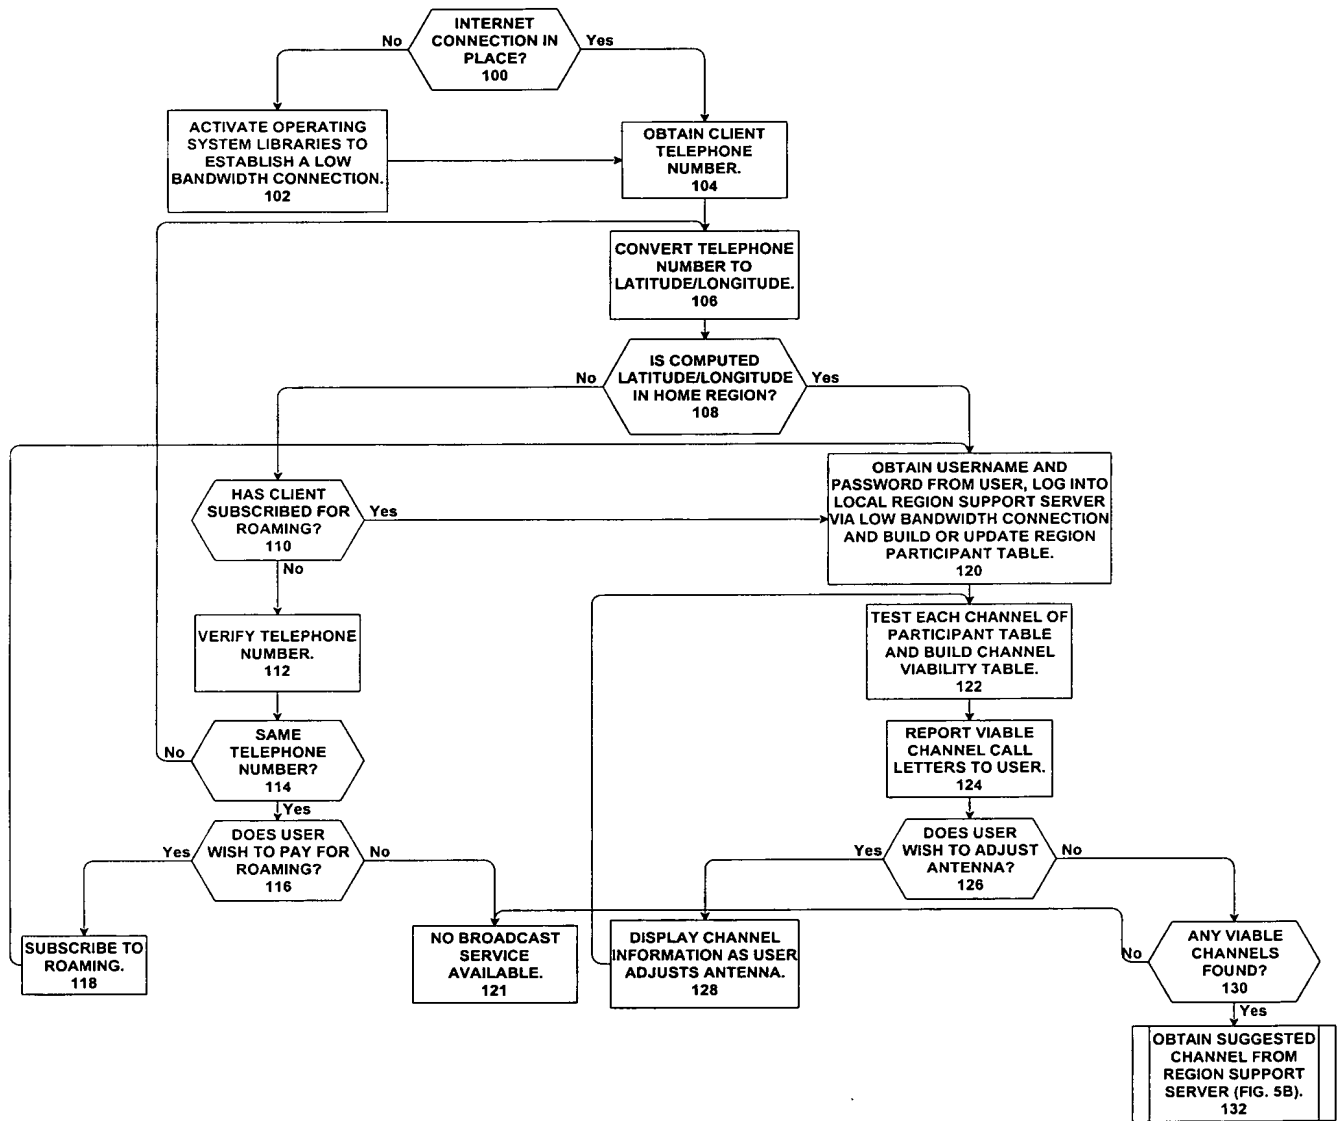 INTERNET
CONNECTION IN
PLACE?
100
No
Yes
ACTIVATE OPERATING
SYSTEM LIBRARIES TO
ESTABLISH A LOW
BANDWIDTH CONNECTION.
102
OBTAIN CLIENT
TELEPHONE
NUMBER.
104
CONVERT TELEPHONE
NUMBER TO
LATITUDE/LONGITUDE.
106
IS COMPUTED
LATITUDE/LONGITUDE
IN HOME REGION?
108
No
Yes
HAS CLIENT
SUBSCRIBED FOR
ROAMING?
110
Yes
No
OBTAIN USERNAME AND
PASSWORD FROM USER, LOG INTO
LOCAL REGION SUPPORT SERVER
VIA LOW BANDWIDTH CONNECTION
AND BUILD OR UPDATE REGION
PARTICIPANT TABLE.
120
VERIFY TELEPHONE
NUMBER.
112
TEST EACH CHANNEL OF
PARTICIPANT TABLE
AND BUILD CHANNEL
VIABILITY TABLE.
122
SAME
TELEPHONE
NUMBER?
114
No
Yes
REPORT VIABLE
CHANNEL CALL
LETTERS TO USER.
124
DOES USER
WISH TO PAY FOR
ROAMING?
116
Yes
No
DOES USER
WISH TO ADJUST
ANTENNA?
126
Yes
No
SUBSCRIBE TO
ROAMING.
118
NO BROADCAST
SERVICE
AVAILABLE.
121
DISPLAY CHANNEL
INFORMATION AS USER
ADJUSTS ANTENNA.
128
ANY VIABLE
CHANNELS
FOUND?
130
No
Yes
OBTAIN SUGGESTED
CHANNEL FROM
REGION SUPPORT
SERVER (FIG. 5B).
132